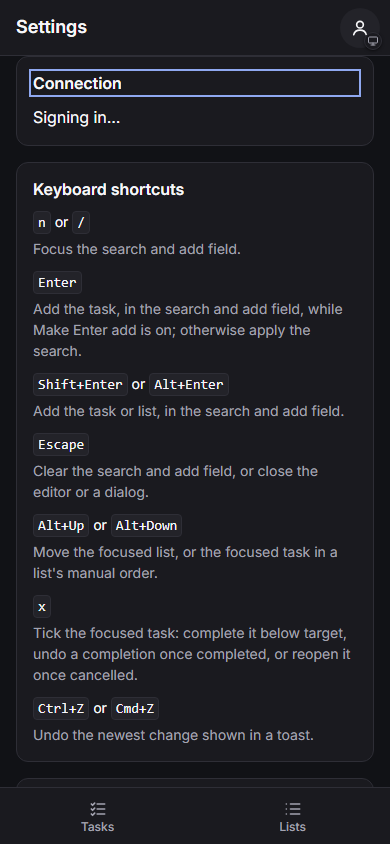 Settings
Connection
Signing in...
Keyboard shortcuts
n or /
Focus the search and add field.
Enter
Add the task, in the search and add field, while
Make Enter add is on; otherwise apply the
search.
Shift+Enter or Alt+Enter
Add the task or list, in the search and add field.
Escape
Clear the search and add field, or close the
editor or a dialog.
Alt+Up or Alt+Down
Move the focused list, or the focused task in a
list's manual order.
x
Tick the focused task: complete it below target,
undo a completion once completed, or reopen it
once cancelled.
Ctrl+Z or Cmd+Z
Undo the newest change shown in a toast.
Tasks
Lists